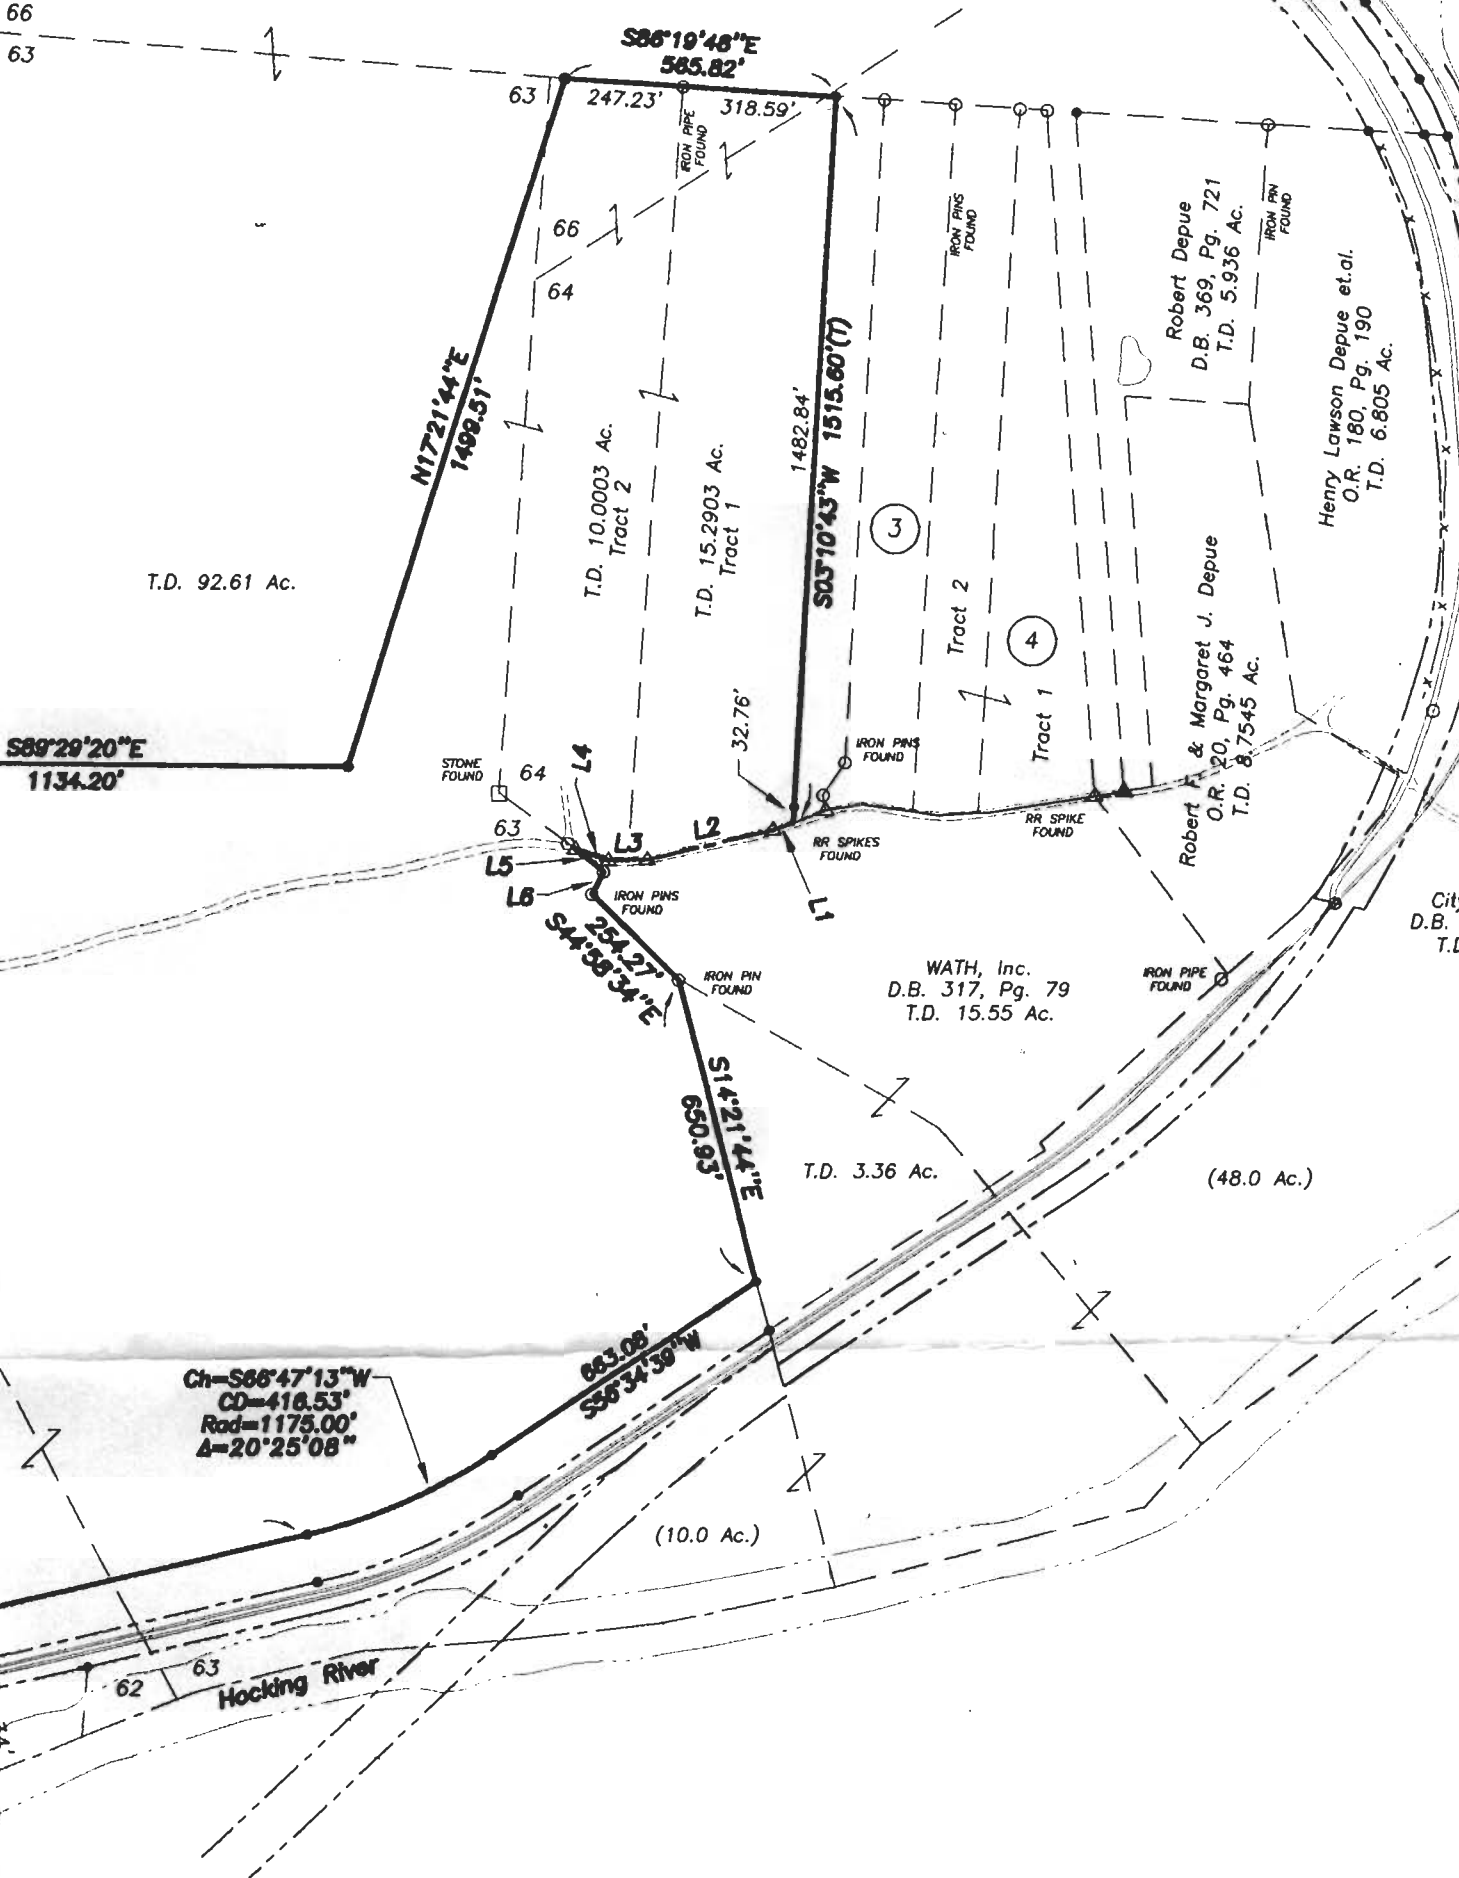 66
63
S86°19'48"E
565.82'
63
247.23'
318.59'
IRON PIPE
FOUND
66
64
N17°21'44"E
1499.51'
T.D. 10.0003 Ac.
Tract 2
T.D. 15.2903 Ac.
Tract 1
1482.84'
S03°10'43"W 1515.60'(T)
IRON PINS
FOUND
3
Tract 2
4
Tract 1
Robert Depue
D.B. 369, Pg. 721
T.D. 5.936 Ac.
IRON PIN
FOUND
Henry Lawson Depue et.al.
O.R. 180, Pg. 190
T.D. 6.805 Ac.
Robert F. & Margaret J. Depue
O.R. 20, Pg. 464
T.D. 8.7545 Ac.
T.D. 92.61 Ac.
S89°29'20"E
1134.20'
STONE
FOUND
64
63
L4
32.76'
IRON PINS
FOUND
L3
L2
L5
L6
L1
RR SPIKES
FOUND
RR SPIKE
FOUND
IRON PINS
FOUND
254.27'
S44°58'34"E
IRON PIN
FOUND
WATH, Inc.
D.B. 317, Pg. 79
T.D. 15.55 Ac.
IRON PIPE
FOUND
City
D.B.
T.D
S14°21'44"E
650.93'
T.D. 3.36 Ac.
(48.0 Ac.)
683.08'
S56°34'39"W
Ch=S66°47'13"W
CD=416.53'
Rad=1175.00'
Δ=20°25'08"
(10.0 Ac.)
62
63
Hocking River